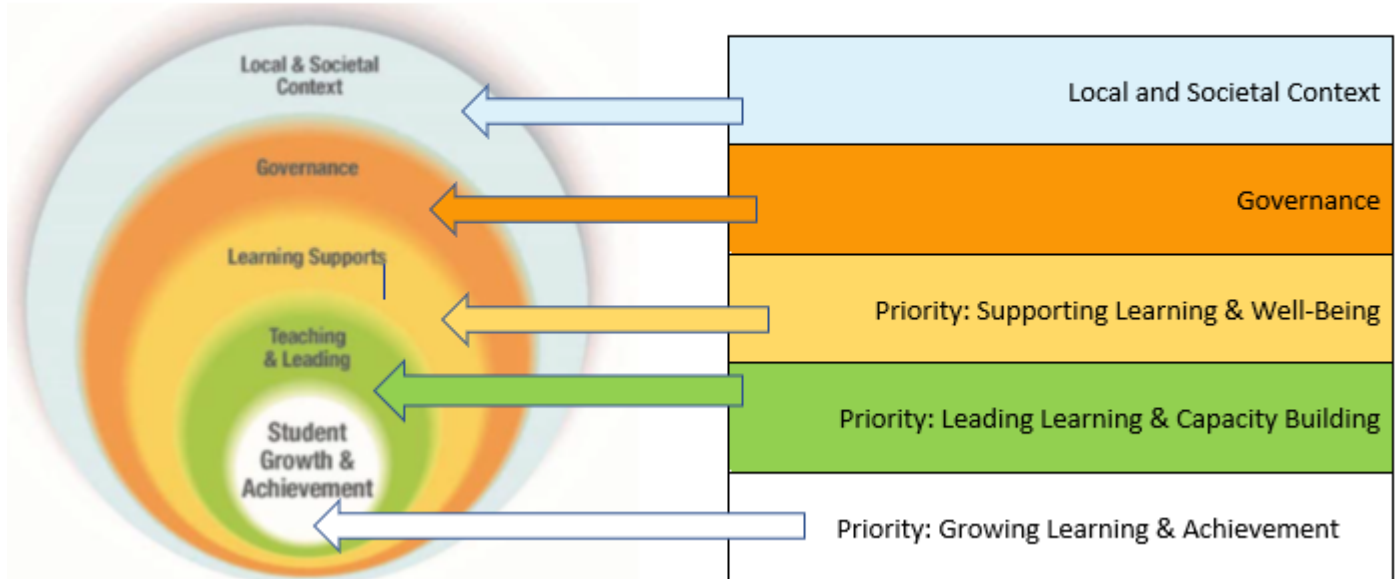 Local & Societal
Context
Governance
Learning Supports
Teaching
& Leading
Student
Growth &
Achievement
Local and Societal Context
Governance
Priority: Supporting Learning & Well-Being
Priority: Leading Learning & Capacity Building
Priority: Growing Learning & Achievement